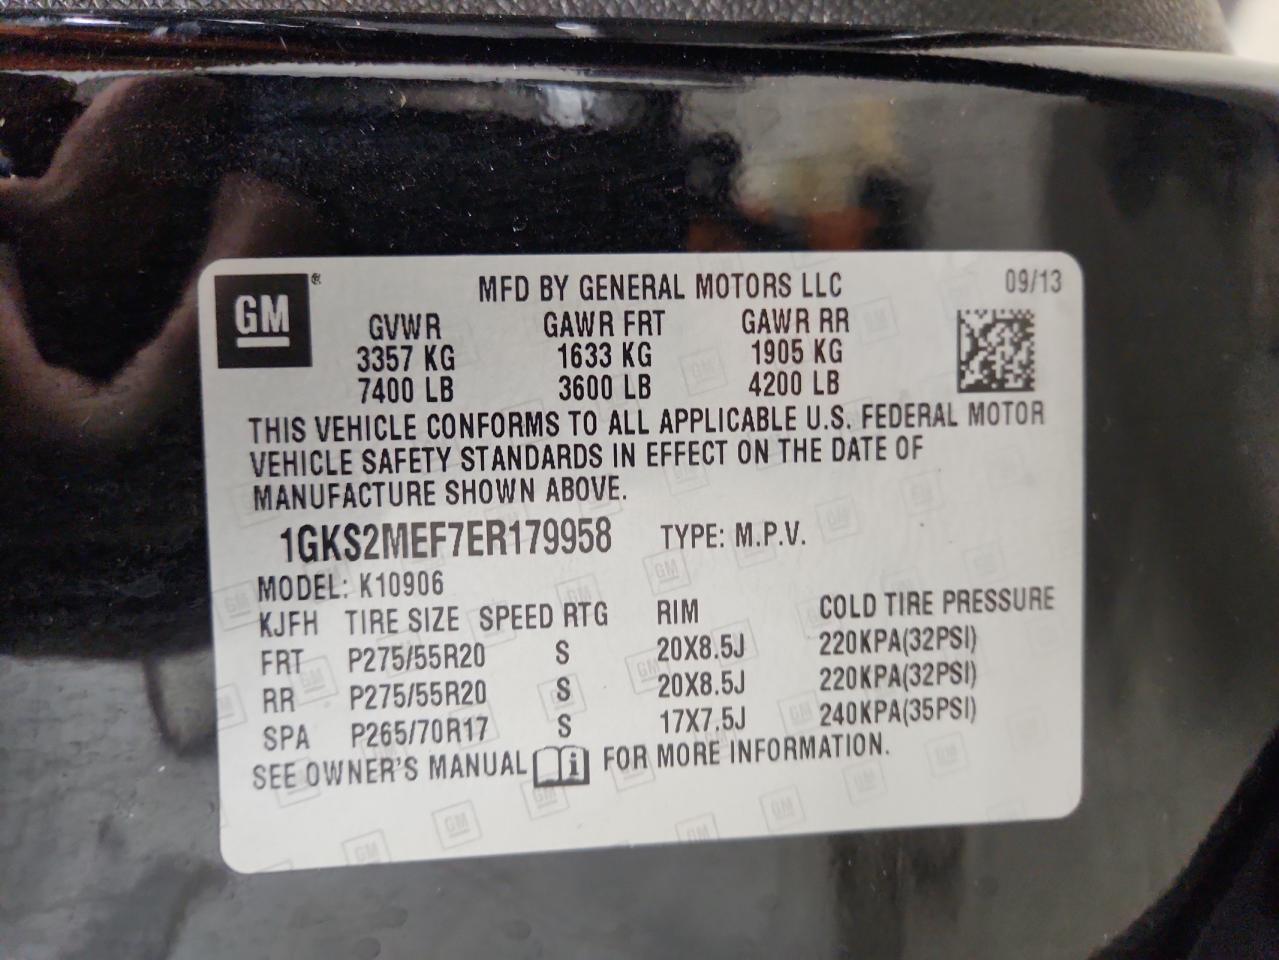 GM ® MFD BY GENERAL MOTORS LLC 09/13
GVWR GAWR FRT GAWR RR
3357 KG 1633 KG 1905 KG
7400 LB 3600 LB 4200 LB
THIS VEHICLE CONFORMS TO ALL APPLICABLE U.S. FEDERAL MOTOR
VEHICLE SAFETY STANDARDS IN EFFECT ON THE DATE OF
MANUFACTURE SHOWN ABOVE.
1GKS2MEF7ER179958 TYPE: M.P.V.
MODEL: K10906
KJFH TIRE SIZE SPEED RTG RIM COLD TIRE PRESSURE
FRT P275/55R20 S 20X8.5J 220KPA(32PSI)
RR P275/55R20 S 20X8.5J 220KPA(32PSI)
SPA P265/70R17 S 17X7.5J 240KPA(35PSI)
SEE OWNER'S MANUAL i FOR MORE INFORMATION.